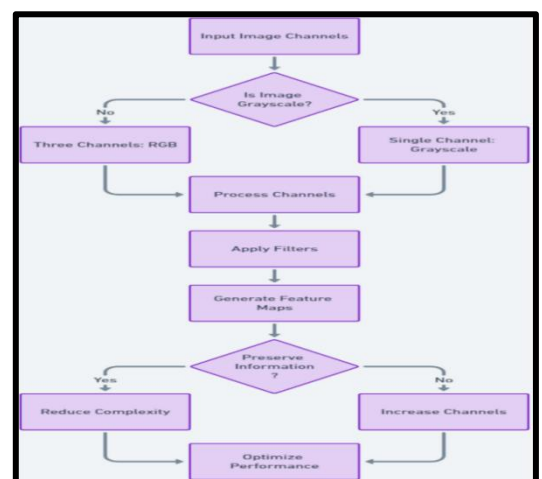 Input Image Channels
Is Image
Grayscale?
No
Yes
Three Channels: RGB
Single Channel:
Grayscale
Process Channels
Apply Filters
Generate Feature
Maps
Preserve
Information
?
Yes
No
Reduce Complexity
Increase Channels
Optimize
Performance